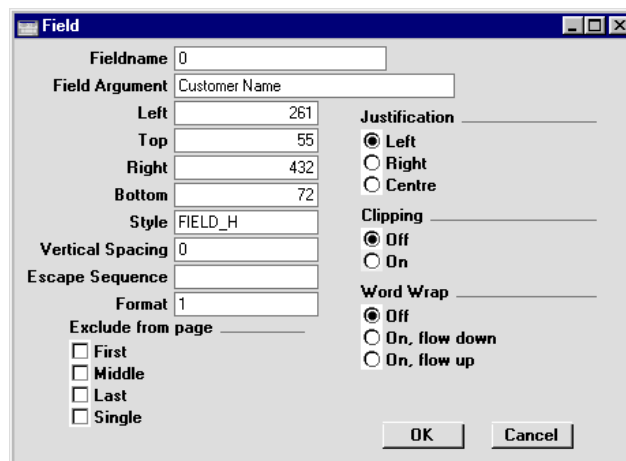 Field
Fieldname 0
Field Argument Customer Name
Left 261
Top 55
Right 432
Bottom 72
Style FIELD_H
Vertical Spacing 0
Escape Sequence
Format 1
Exclude from page
First
Middle
Last
Single
Justification
Left
Right
Centre
Clipping
Off
On
Word Wrap
Off
On, flow down
On, flow up
OK Cancel